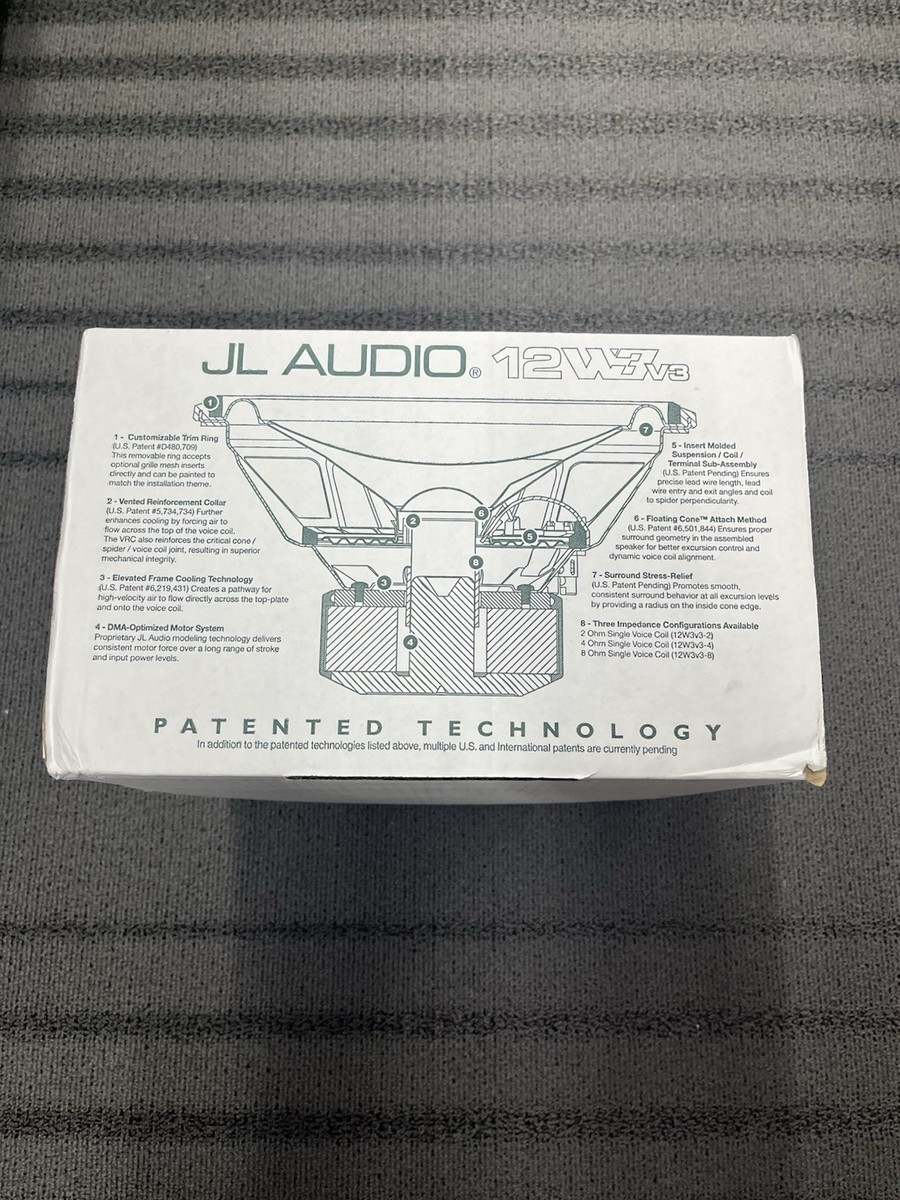 JL AUDIO® 12W3v3
1
7
1 - Customizable Trim Ring
(U.S. Patent #D480,709)
This removable ring accepts
optional grille mesh inserts
directly and can be painted to
match the installation theme.
2 - Vented Reinforcement Collar
(U.S. Patent #5,734,734) Further
enhances cooling by forcing air to
flow across the top of the voice coil.
The VRC also reinforces the critical cone /
spider / voice coil joint, resulting in superior
mechanical integrity.
3 - Elevated Frame Cooling Technology
(U.S. Patent #6,219,431) Creates a pathway for
high-velocity air to flow directly across the top-plate
and onto the voice coil.
4 - DMA-Optimized Motor System
Proprietary JL Audio modeling technology delivers
consistent motor force over a long range of stroke
and input power levels.
2
6
5
8
3
4
5 - Insert Molded
Suspension / Coil /
Terminal Sub-Assembly
(U.S. Patent Pending) Ensures
precise lead wire length, lead
wire entry and exit angles and coil
to spider perpendicularity.
6 - Floating Cone™ Attach Method
(U.S. Patent #6,501,844) Ensures proper
surround geometry in the assembled
speaker for better excursion control and
dynamic voice coil alignment.
7 - Surround Stress-Relief
(U.S. Patent Pending) Promotes smooth,
consistent surround behavior at all excursion levels
by providing a radius on the inside cone edge.
8 - Three Impedance Configurations Available
2 Ohm Single Voice Coil (12W3v3-2)
4 Ohm Single Voice Coil (12W3v3-4)
8 Ohm Single Voice Coil (12W3v3-8)
PATENTED TECHNOLOGY
In addition to the patented technologies listed above, multiple U.S. and International patents are currently pending